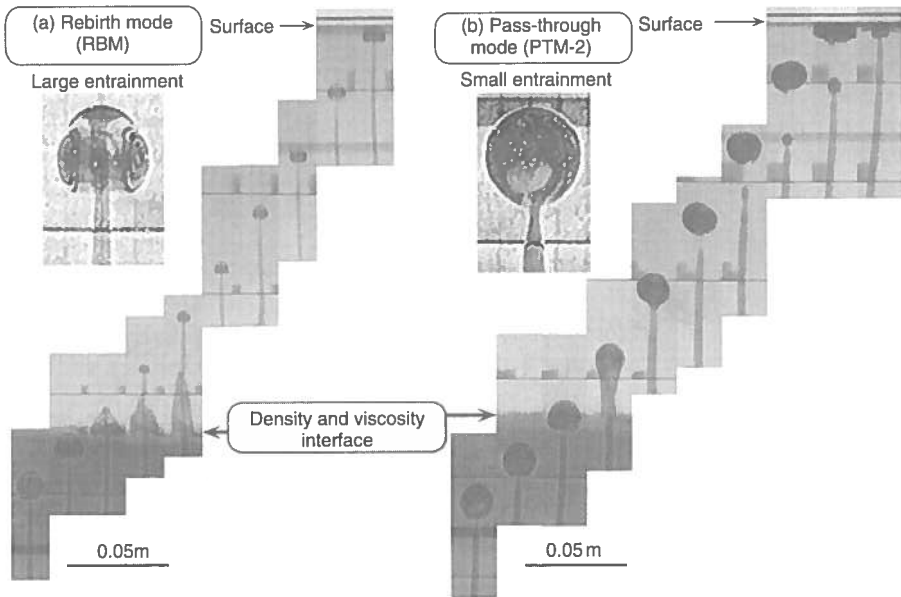 (a) Rebirth mode
(RBM)
Surface
Large entrainment
(b) Pass-through
mode (PTM-2)
Surface
Small entrainment
Density and viscosity
interface
0.05m
0.05m